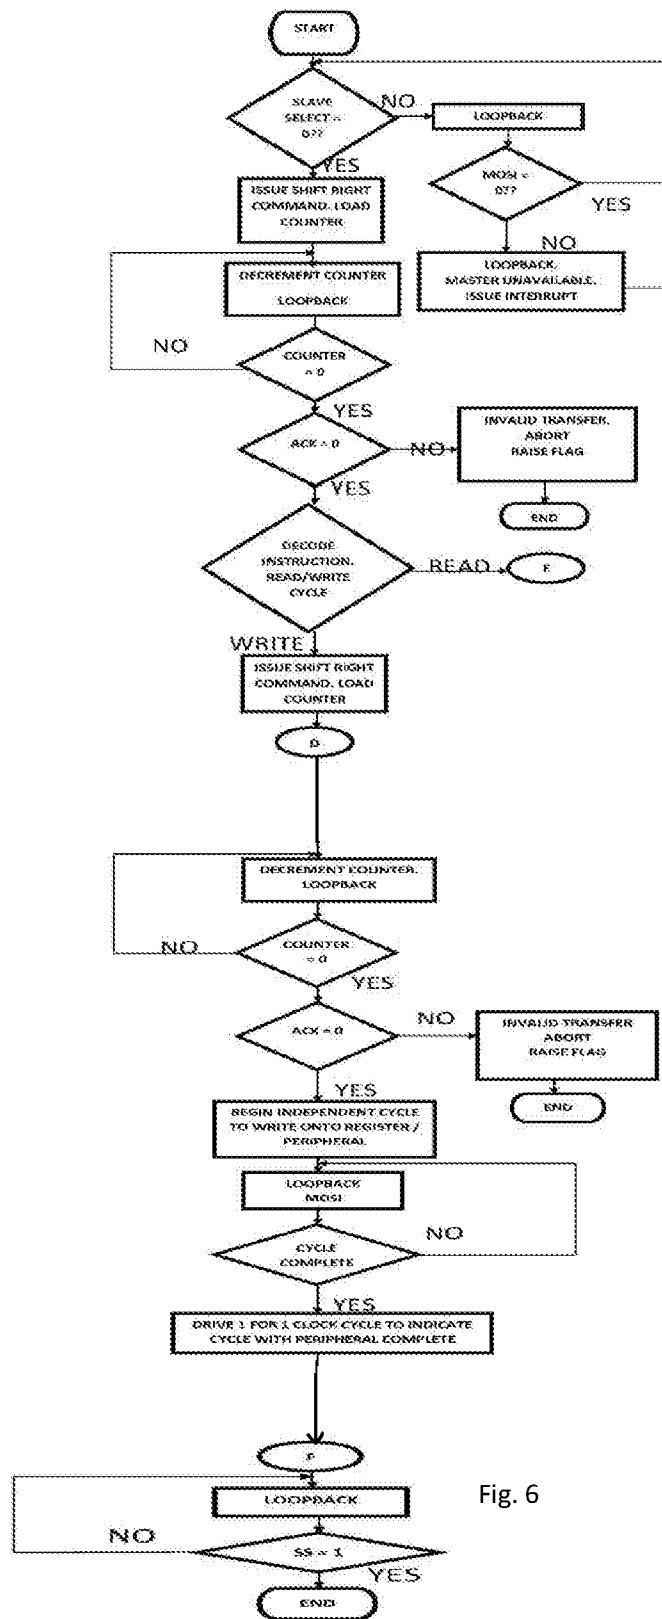 START
SLAVE
SELECT =
0??
NO
LOOPBACK
YES
MOSI =
0??
YES
ISSUE SHIFT RIGHT
COMMAND. LOAD
COUNTER
NO
LOOPBACK.
MASTER UNAVAILABLE.
ISSUE INTERRUPT
DECREMENT COUNTER
LOOPBACK
NO
COUNTER
= 0
YES
ACK = 0
NO
INVALID TRANSFER.
ABORT
RAISE FLAG
YES
END
DECODE
INSTRUCTION.
READ/WRITE
CYCLE
READ
WRITE
ISSUE SHIFT RIGHT
COMMAND. LOAD
COUNTER
D
DECREMENT COUNTER.
LOOPBACK
NO
COUNTER
= 0
YES
ACK = 0
NO
INVALID TRANSFER
ABORT
RAISE FLAG
YES
END
BEGIN INDEPENDENT CYCLE
TO WRITE ONTO REGISTER /
PERIPHERAL
LOOPBACK
MOSI
NO
CYCLE
COMPLETE
YES
DRIVE 1 FOR 1 CLOCK CYCLE TO INDICATE
CYCLE WITH PERIPHERAL COMPLETE
F
LOOPBACK
Fig. 6
NO
SS = 1
YES
END